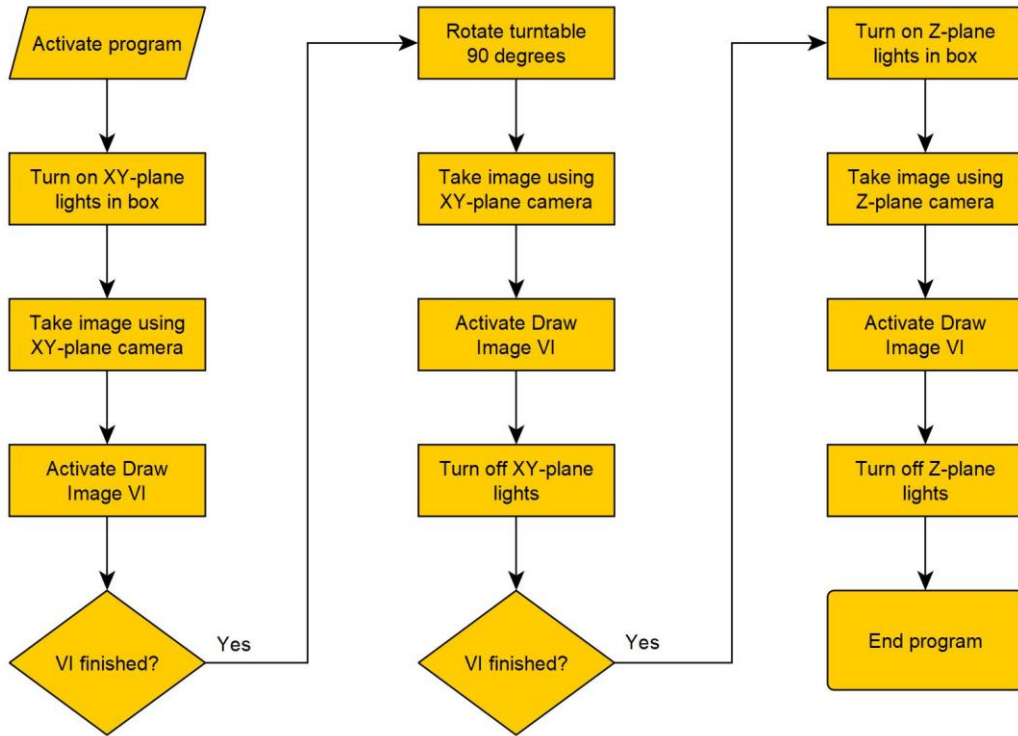 Activate program
Turn on XY-plane
lights in box
Take image using
XY-plane camera
Activate Draw
Image VI
VI finished?
Yes
Rotate turntable
90 degrees
Take image using
XY-plane camera
Activate Draw
Image VI
Turn off XY-plane
lights
VI finished?
Yes
Turn on Z-plane
lights in box
Take image using
Z-plane camera
Activate Draw
Image VI
Turn off Z-plane
lights
End program